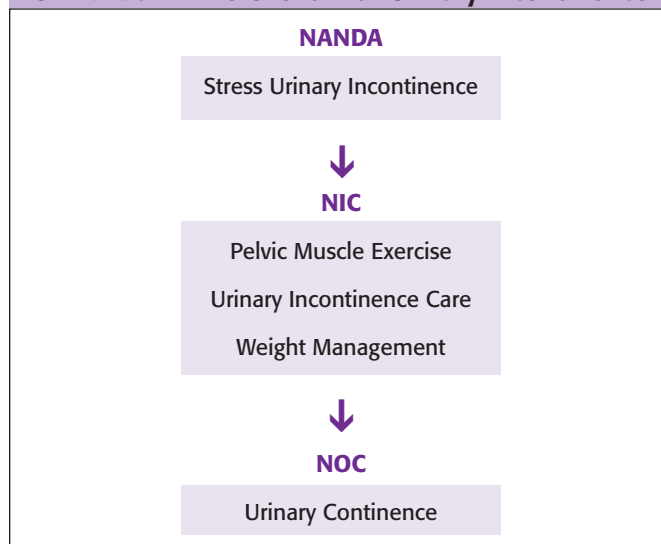 NANDA
Stress Urinary Incontinence
NIC
Pelvic Muscle Exercise
Urinary Incontinence Care
Weight Management
NOC
Urinary Continence